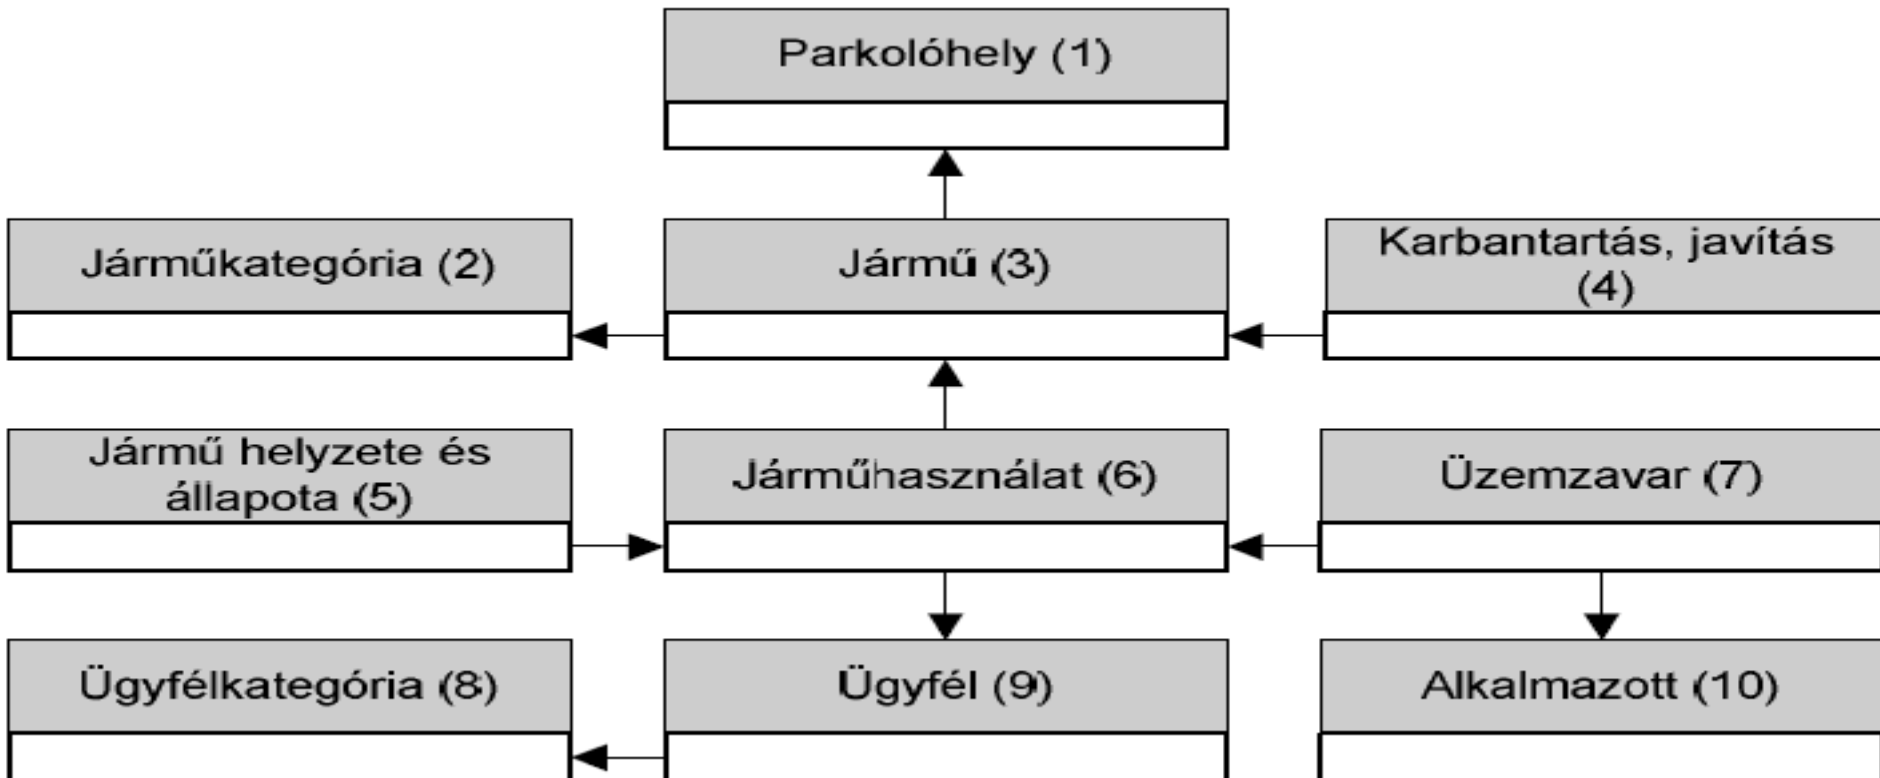 Parkolóhely (1)
Járműkategória (2)
Jármű (3)
Karbantartás, javítás
(4)
Jármű helyzete és
állapota (5)
Járműhasználat (6)
Üzemzavar (7)
Ügyfélkategória (8)
Ügyfél (9)
Alkalmazott (10)